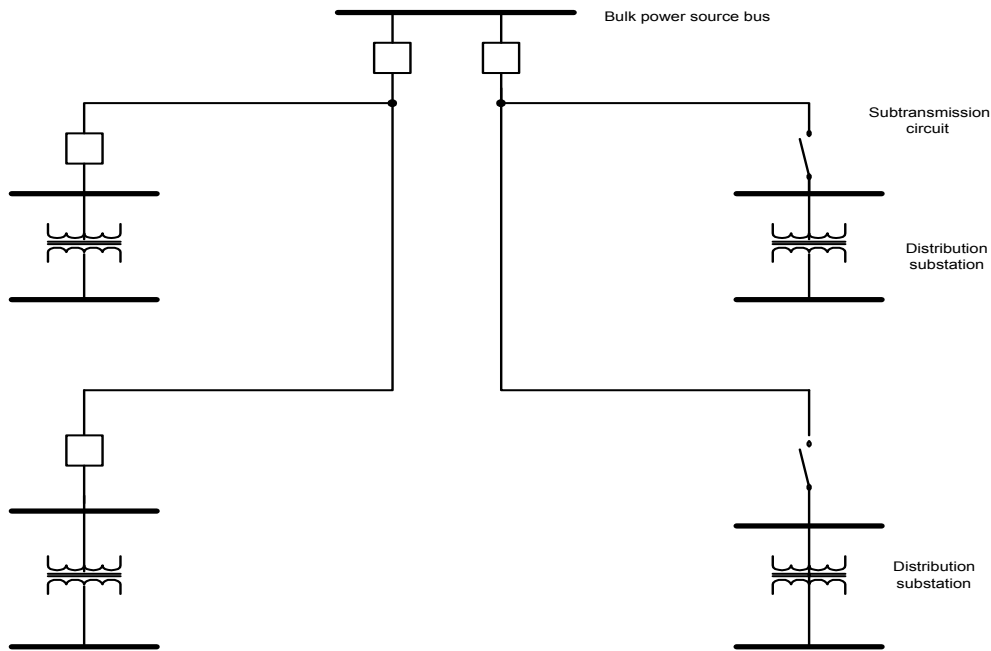 Bulk power source bus
Subtransmission
circuit
Distribution
substation
Distribution
substation